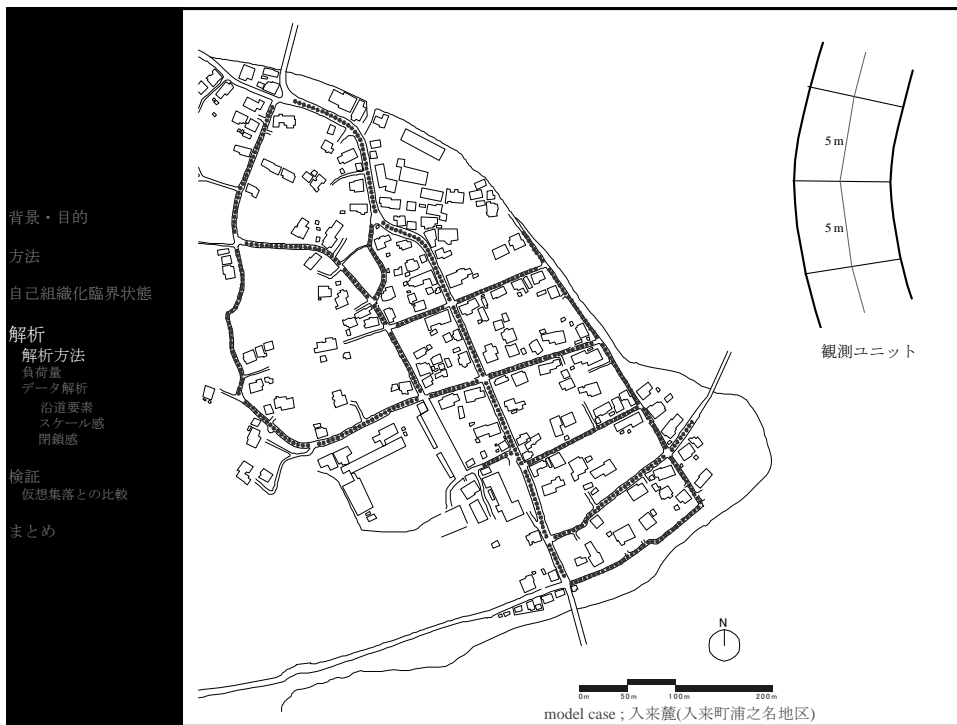 背景・目的
方法
自己組織化臨界状態
解析
解析方法
負荷量
データ解析
沿道要素
スケール感
閉鎖感
検証
仮想集落との比較
まとめ
5 m
5 m
観測ユニット
N
0m 50m 100m 200m
model case ; 入来麓(入来町浦之名地区)